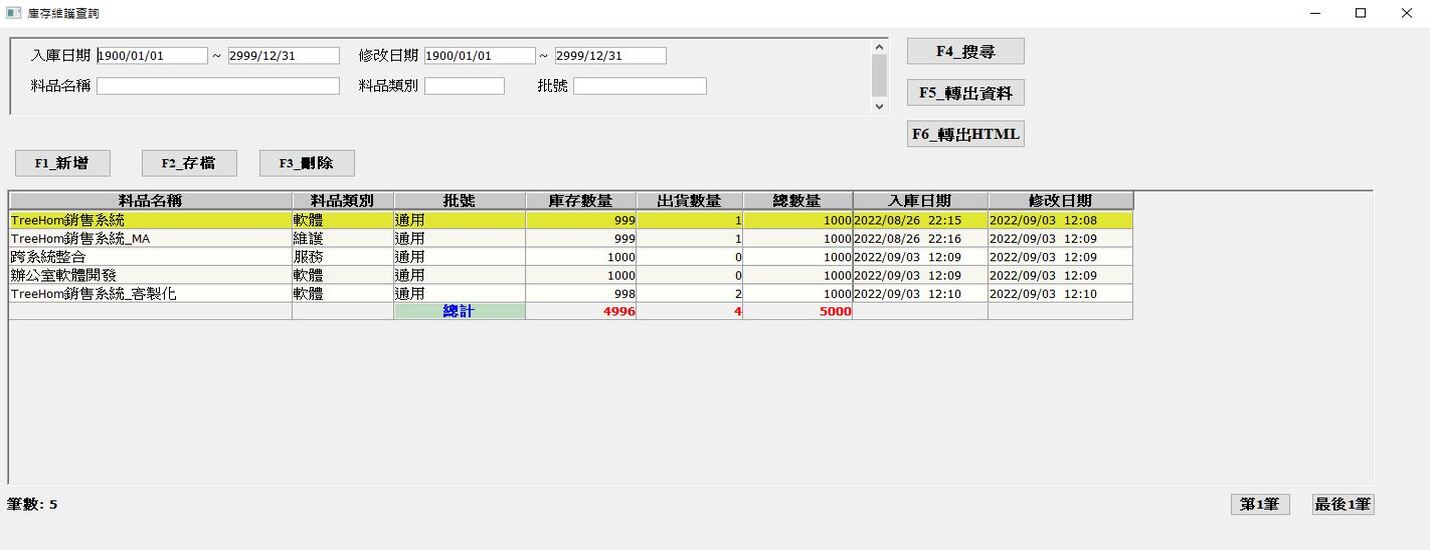 庫存維護查詢
入庫日期 1900/01/01 ~ 2999/12/31 修改日期 1900/01/01 ~ 2999/12/31 F4_搜尋
料品名稱 料品類別 批號 F5_轉出資料
F6_轉出HTML
F1_新增 F2_存檔 F3_刪除
料品名稱 料品類別 批號 庫存數量 出貨數量 總數量 入庫日期 修改日期
TreeHom銷售系統 軟體 通用 999 1 1000 2022/08/26 22:15 2022/09/03 12:08
TreeHom銷售系統_MA 維護 通用 999 1 1000 2022/08/26 22:16 2022/09/03 12:09
跨系統整合 服務 通用 1000 0 1000 2022/09/03 12:09 2022/09/03 12:09
辦公室軟體開發 軟體 通用 1000 0 1000 2022/09/03 12:09 2022/09/03 12:09
TreeHom銷售系統_客製化 軟體 通用 998 2 1000 2022/09/03 12:10 2022/09/03 12:10
總計 4996 4 5000
筆數: 5 第1筆 最後1筆